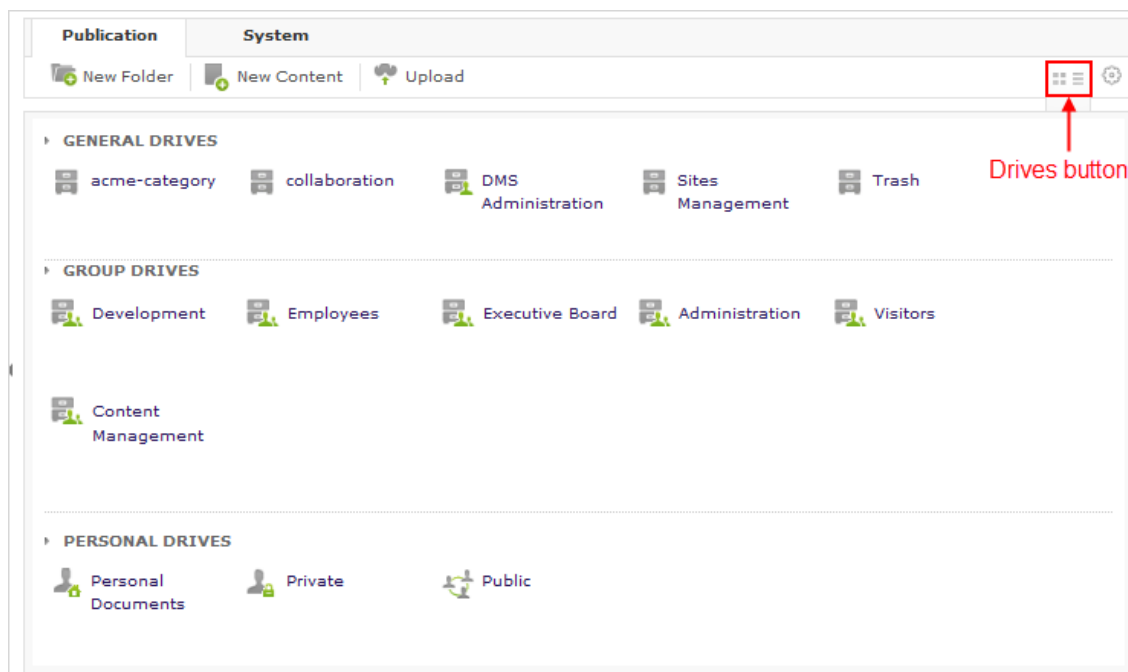 Publication System
New Folder New Content Upload
Drives button
GENERAL DRIVES
acme-category collaboration DMS Sites Trash
Administration Management
GROUP DRIVES
Development Employees Executive Board Administration Visitors
Content
Management
PERSONAL DRIVES
Personal Private Public
Documents